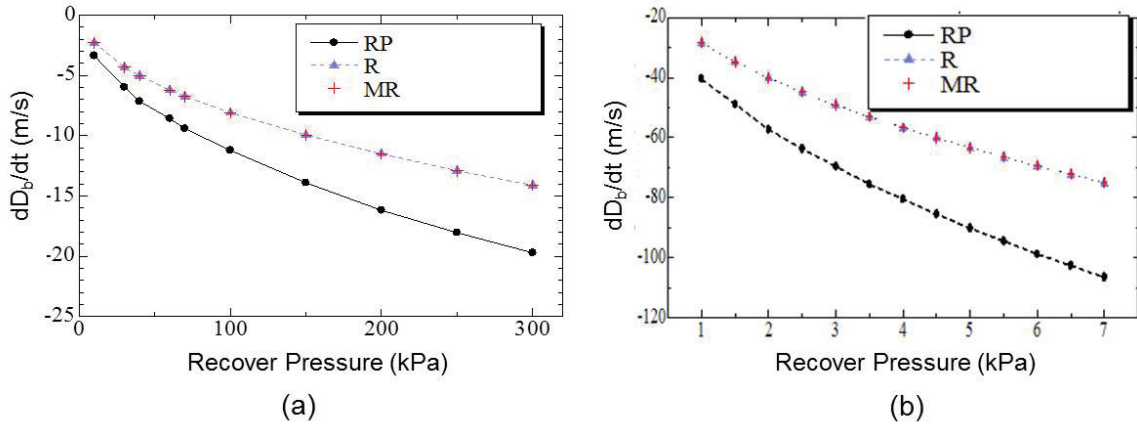 0
-5
-10
-15
-20
-25
dD_b/dt (m/s)
RP
R
MR
0 100 200 300
Recover Pressure (kPa)
(a)
-20
-40
-60
-80
-100
-120
dD_b/dt (m/s)
RP
R
MR
1 2 3 4 5 6 7
Recover Pressure (kPa)
(b)